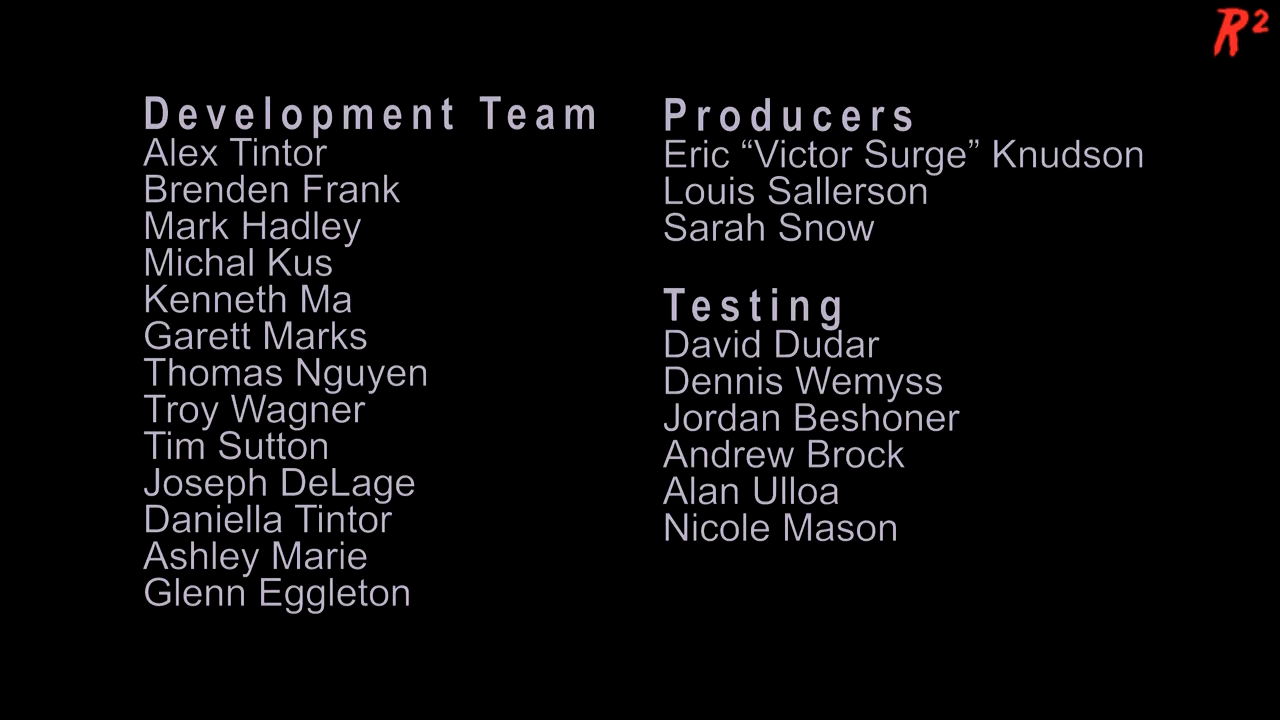 R²
Development Team
Alex Tintor
Brenden Frank
Mark Hadley
Michal Kus
Kenneth Ma
Garett Marks
Thomas Nguyen
Troy Wagner
Tim Sutton
Joseph DeLage
Daniella Tintor
Ashley Marie
Glenn Eggleton
Producers
Eric “Victor Surge” Knudson
Louis Sallerson
Sarah Snow
Testing
David Dudar
Dennis Wemyss
Jordan Beshoner
Andrew Brock
Alan Ulloa
Nicole Mason